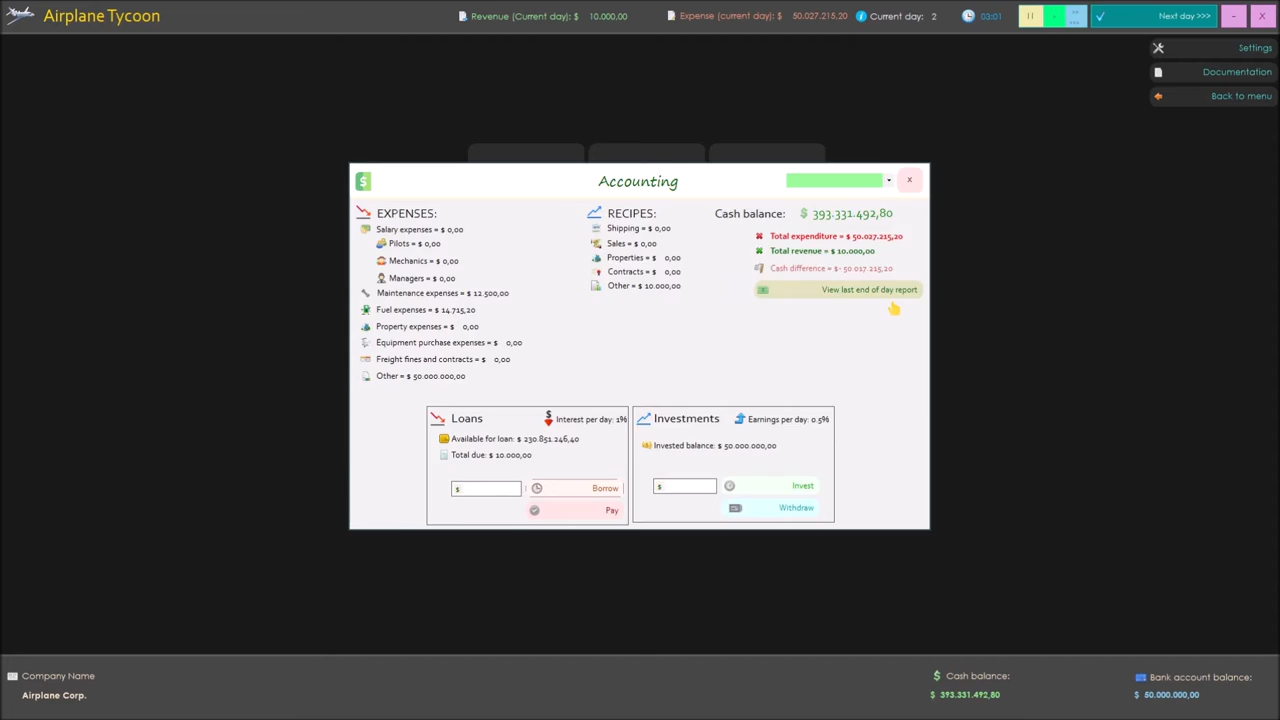 Airplane Tycoon
Revenue (Current day): $ 10.000,00
Expense (current day): $ 50.027.215,20
Current day: 2
03:01
Next day >>>
-
X
Settings
Documentation
Back to menu
$
Accounting
x
EXPENSES:
Salary expenses = $ 0,00
Pilots = $ 0,00
Mechanics = $ 0,00
Managers = $ 0,00
Maintenance expenses = $ 12.500,00
Fuel expenses = $ 14.715,20
Property expenses = $ 0,00
Equipment purchase expenses = $ 0,00
Freight fines and contracts = $ 0,00
Other = $ 50.000.000,00
RECIPES:
Shipping = $ 0,00
Sales = $ 0,00
Properties = $ 0,00
Contracts = $ 0,00
Other = $ 10.000,00
Cash balance: $ 393.331.492,80
Total expenditure = $ 50.027.215,20
Total revenue = $ 10.000,00
Cash difference = $ - 50.017.215,20
View last end of day report
Loans
Interest per day: 1%
Available for loan: $ 230.851.246,40
Total due: $ 10.000,00
$
Borrow
Pay
Investments
Earnings per day: 0.5%
Invested balance: $ 50.000.000,00
$
Invest
Withdraw
Company Name
Airplane Corp.
$ Cash balance:
$ 393.331.492,80
Bank account balance:
$ 50.000.000,00